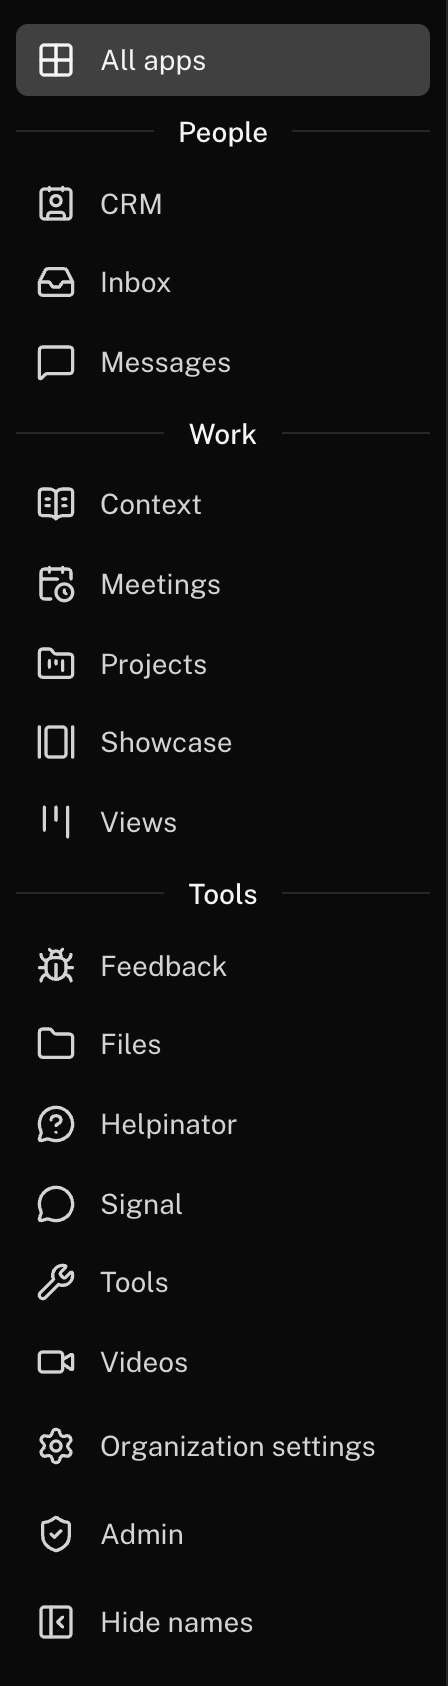 All apps
People
CRM
Inbox
Messages
Work
Context
Meetings
Projects
Showcase
Views
Tools
Feedback
Files
Helpinator
Signal
Tools
Videos
Organization settings
Admin
Hide names